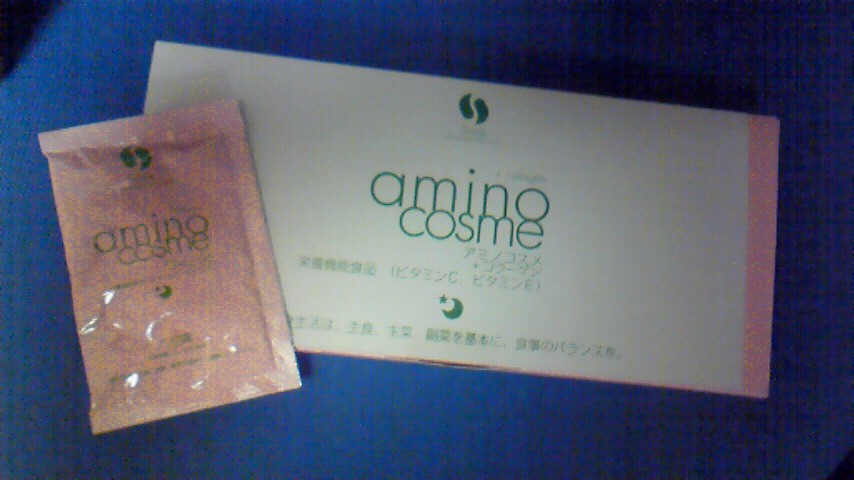 + collagen
amino
cosme
アミノコスメ
+コラーゲン
栄養機能食品 (ビタミンC、ビタミンE)
食生活は、主食、主菜、副菜を基本に、食事のバランスを。
amino
cosme